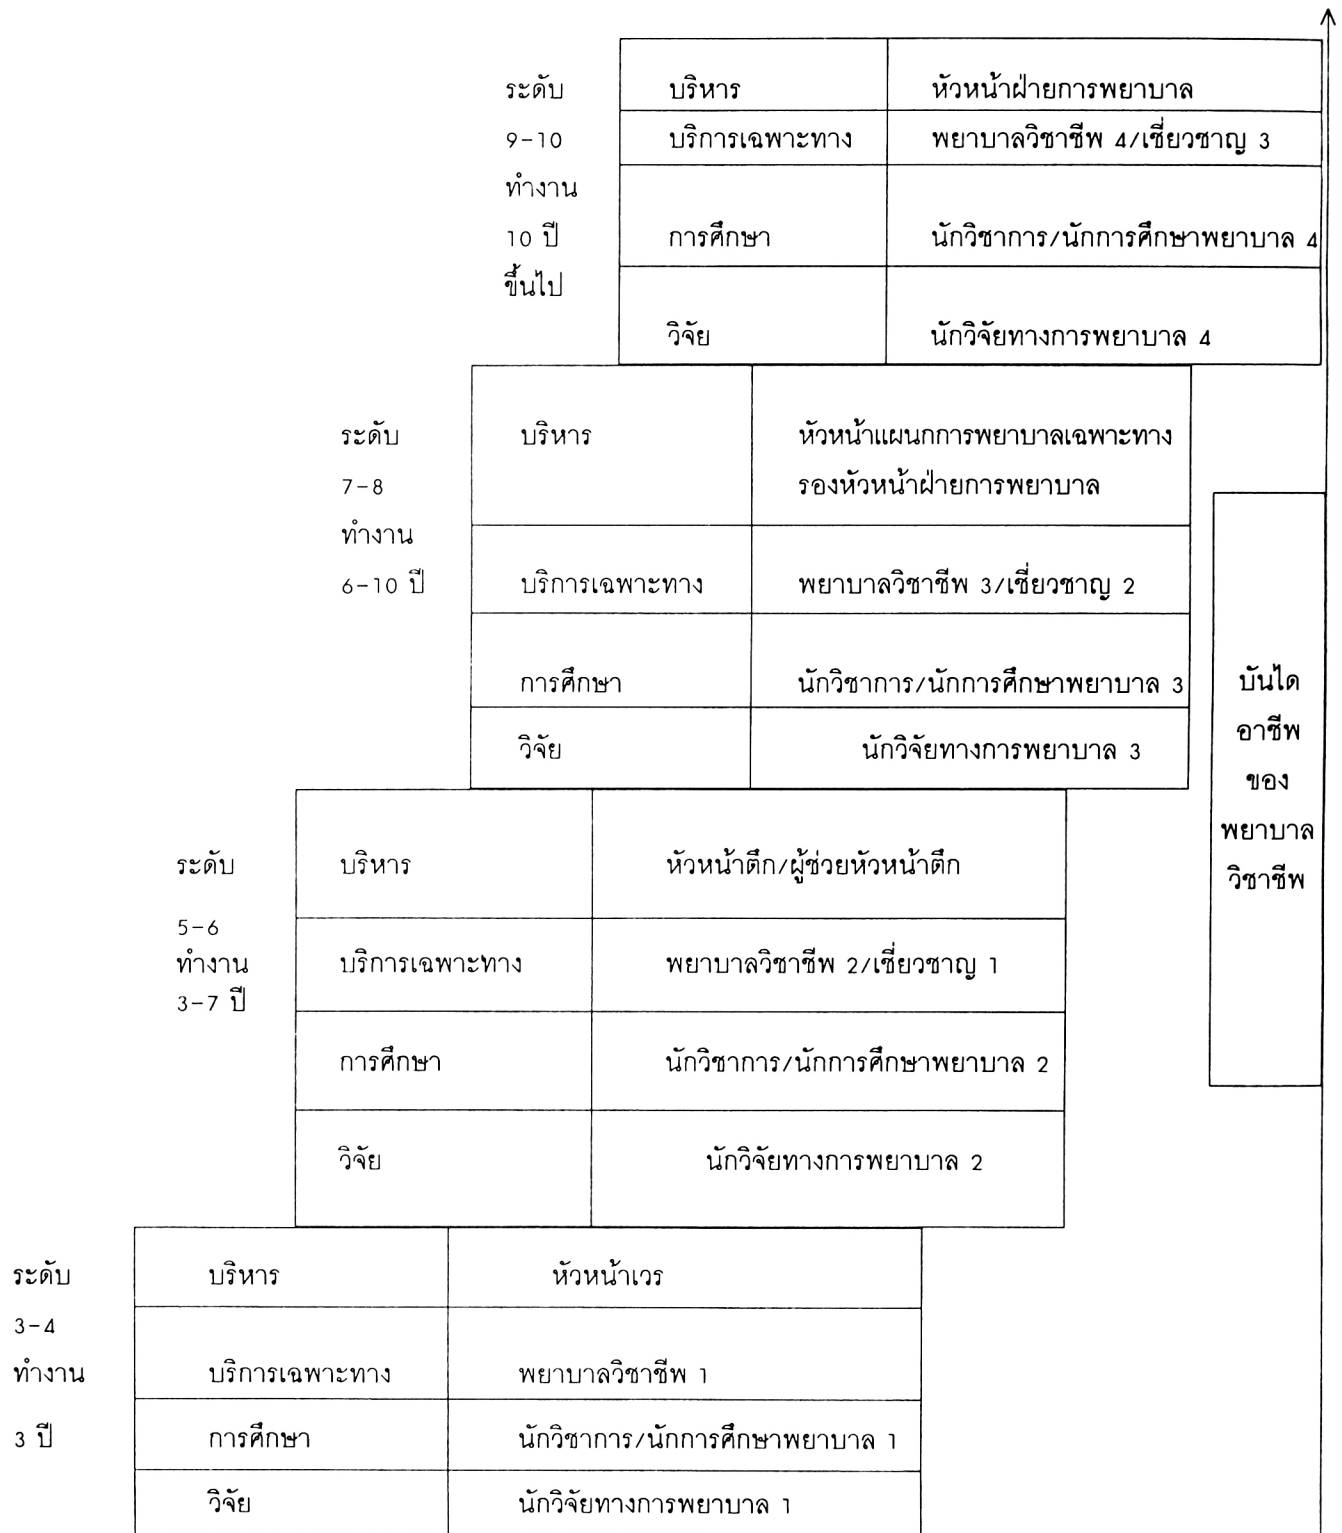 ระดับ บริหาร หัวหน้าฝ่ายการพยาบาล
9-10 บริการเฉพาะทาง พยาบาลวิชาชีพ 4/เชี่ยวชาญ 3
ทำงาน
10 ปี การศึกษา นักวิชาการ/นักการศึกษาพยาบาล 4
ขึ้นไป
วิจัย นักวิจัยทางการพยาบาล 4
ระดับ บริหาร หัวหน้าแผนกการพยาบาลเฉพาะทาง
7-8 รองหัวหน้าฝ่ายการพยาบาล
ทำงาน
6-10 ปี บริการเฉพาะทาง พยาบาลวิชาชีพ 3/เชี่ยวชาญ 2
การศึกษา นักวิชาการ/นักการศึกษาพยาบาล 3
วิจัย นักวิจัยทางการพยาบาล 3
บันได
อาชีพ
ของ
พยาบาล
วิชาชีพ
ระดับ บริหาร หัวหน้าตึก/ผู้ช่วยหัวหน้าตึก
5-6
ทำงาน บริการเฉพาะทาง พยาบาลวิชาชีพ 2/เชี่ยวชาญ 1
3-7 ปี
การศึกษา นักวิชาการ/นักการศึกษาพยาบาล 2
วิจัย นักวิจัยทางการพยาบาล 2
ระดับ บริหาร หัวหน้าเวร
3-4
ทำงาน บริการเฉพาะทาง พยาบาลวิชาชีพ 1
3 ปี การศึกษา นักวิชาการ/นักการศึกษาพยาบาล 1
วิจัย นักวิจัยทางการพยาบาล 1